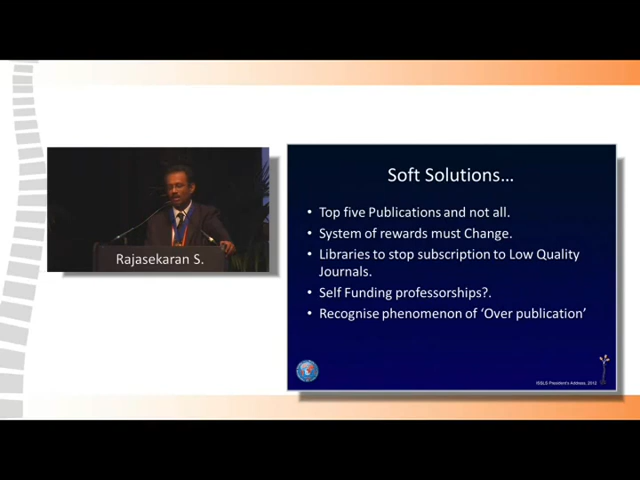 Rajasekaran S.
Soft Solutions...
• Top five Publications and not all.
• System of rewards must Change.
• Libraries to stop subscription to Low Quality
Journals.
• Self Funding professorships?.
• Recognise phenomenon of ‘Over publication’
ISSLS President's Address, 2012